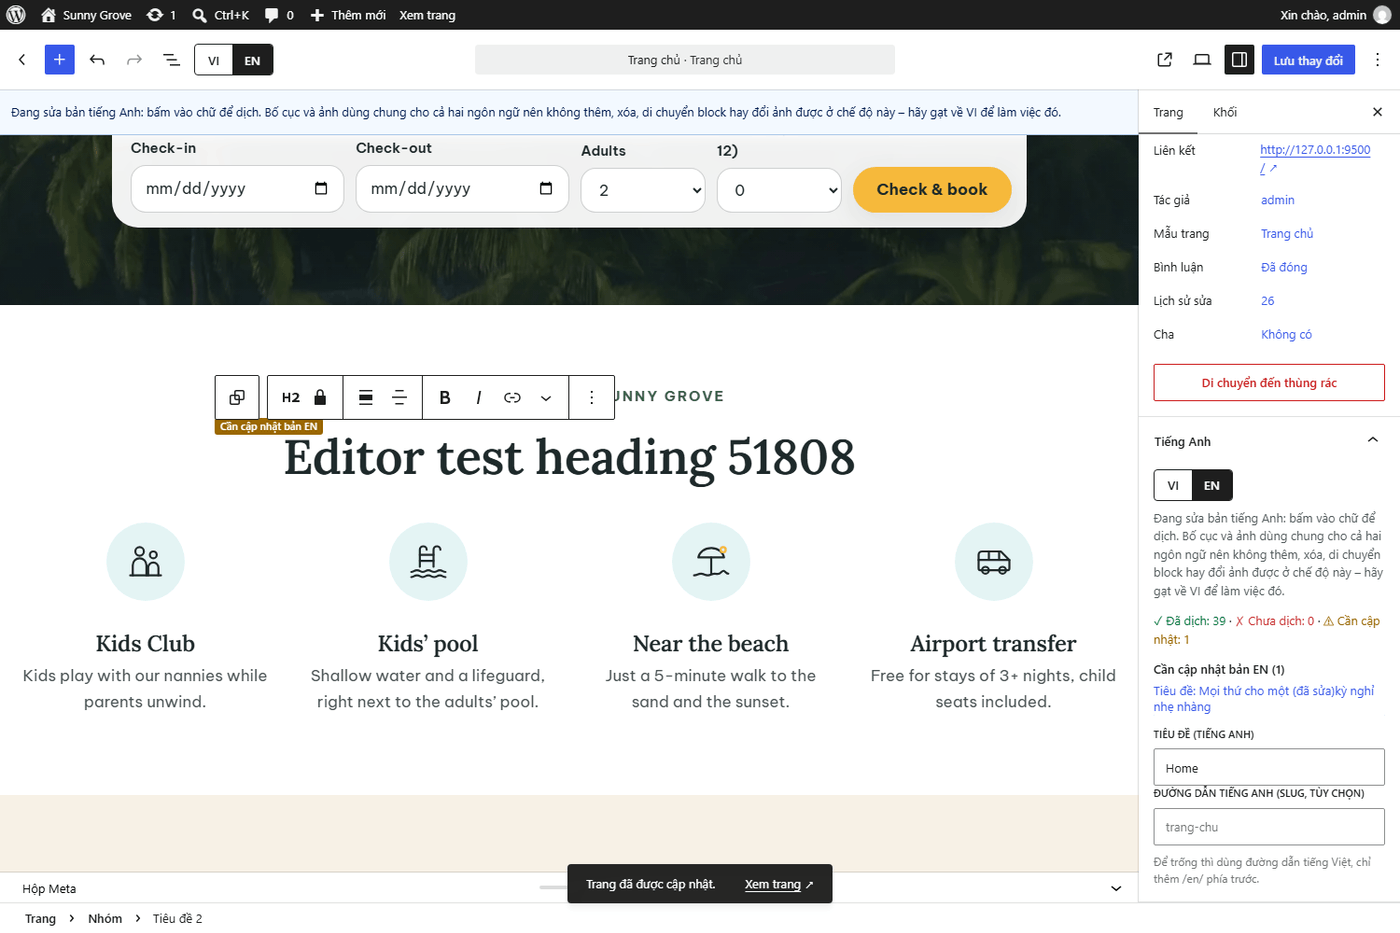 Sunny Grove
1
Ctrl+K
0
Thêm mới
Xem trang
Xin chào, admin
VI
EN
Trang chủ · Trang chủ
Lưu thay đổi
Đang sửa bản tiếng Anh: bấm vào chữ để dịch. Bố cục và ảnh dùng chung cho cả hai ngôn ngữ nên không thêm, xóa, di chuyển block hay đổi ảnh được ở chế độ này – hãy gạt về VI để làm việc đó.
Check-in
Check-out
Adults
12)
mm/dd/yyyy
mm/dd/yyyy
2
0
Check & book
H2
B
I
UNNY GROVE
Cần cập nhật bản EN
Editor test heading 51808
Kids Club
Kids play with our nannies while
parents unwind.
Kids’ pool
Shallow water and a lifeguard,
right next to the adults’ pool.
Near the beach
Just a 5-minute walk to the
sand and the sunset.
Airport transfer
Free for stays of 3+ nights, child
seats included.
Hộp Meta
Trang đã được cập nhật.
Xem trang ↗
Trang
Nhóm
Tiêu đề 2
Trang
Khối
Liên kết
http://127.0.0.1:9500
/ ↗
Tác giả
admin
Mẫu trang
Trang chủ
Bình luận
Đã đóng
Lịch sử sửa
26
Cha
Không có
Di chuyển đến thùng rác
Tiếng Anh
VI
EN
Đang sửa bản tiếng Anh: bấm vào chữ để
dịch. Bố cục và ảnh dùng chung cho cả hai
ngôn ngữ nên không thêm, xóa, di chuyển
block hay đổi ảnh được ở chế độ này – hãy
gạt về VI để làm việc đó.
✓ Đã dịch: 39 · ✗ Chưa dịch: 0 · ⚠ Cần cập
nhật: 1
Cần cập nhật bản EN (1)
Tiêu đề: Mọi thứ cho một (đã sửa)kỳ nghỉ
nhẹ nhàng
TIÊU ĐỀ (TIẾNG ANH)
Home
ĐƯỜNG DẪN TIẾNG ANH (SLUG, TÙY CHỌN)
trang-chu
Để trống thì dùng đường dẫn tiếng Việt, chỉ
thêm /en/ phía trước.